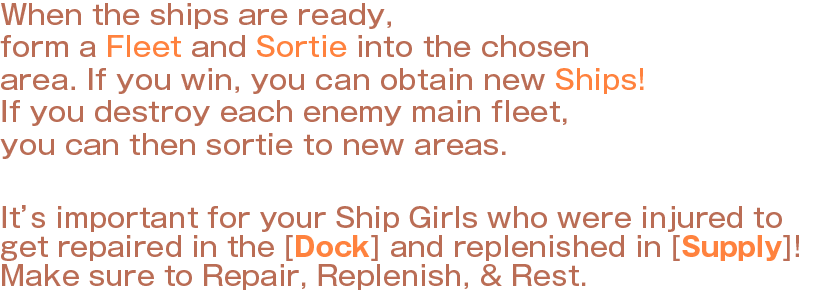 When the ships are ready,
form a Fleet and Sortie into the chosen
area. If you win, you can obtain new Ships!
If you destroy each enemy main fleet,
you can then sortie to new areas.
It's important for your Ship Girls who were injured to
get repaired in the [Dock] and replenished in [Supply]!
Make sure to Repair, Replenish, & Rest.